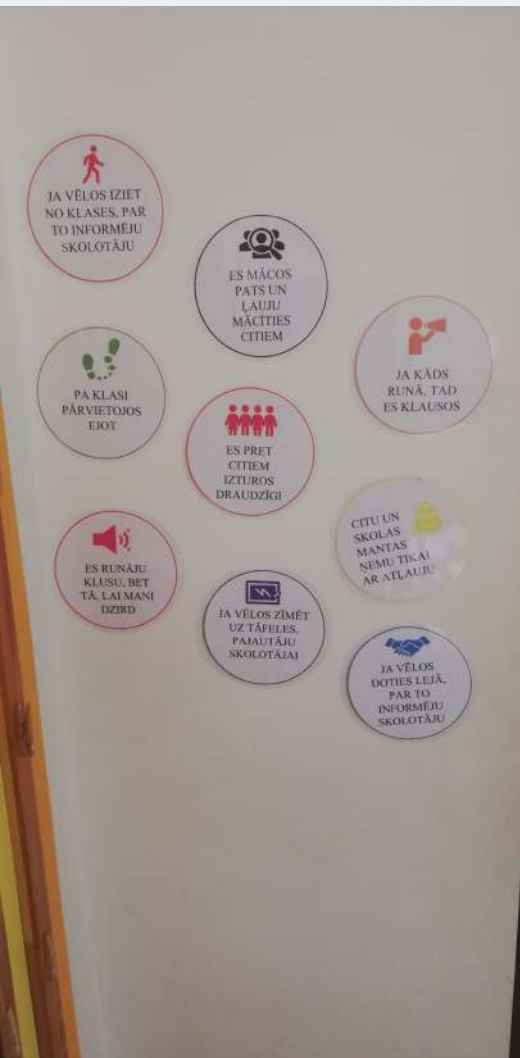 JA VĒLOS IZIET
NO KLASES, PAR
TO INFORMĒJU
SKOLOTĀJU
ES MĀCOS
PATS UN
ĻAUJU
MĀCĪTIES
CITIEM
JA KĀDS
RUNĀ, TAD
ES KLAUSOS
PA KLASI
PĀRVIETOJOS
EJOT
ES PRET
CITIEM
IZTUROS
DRAUDZĪGI
CITU UN
SKOLAS
MANTAS
ŅEMU TIKAI
AR ATĻAUJU
ES RUNĀJU
KLUSU, BET
TĀ, LAI MANI
DZIRD
JA VĒLOS ZĪMĒT
UZ TĀFELES,
PAJAUTĀJU
SKOLOTĀJAI
JA VĒLOS
DOTIES LEJĀ,
PAR TO
INFORMĒJU
SKOLOTĀJU